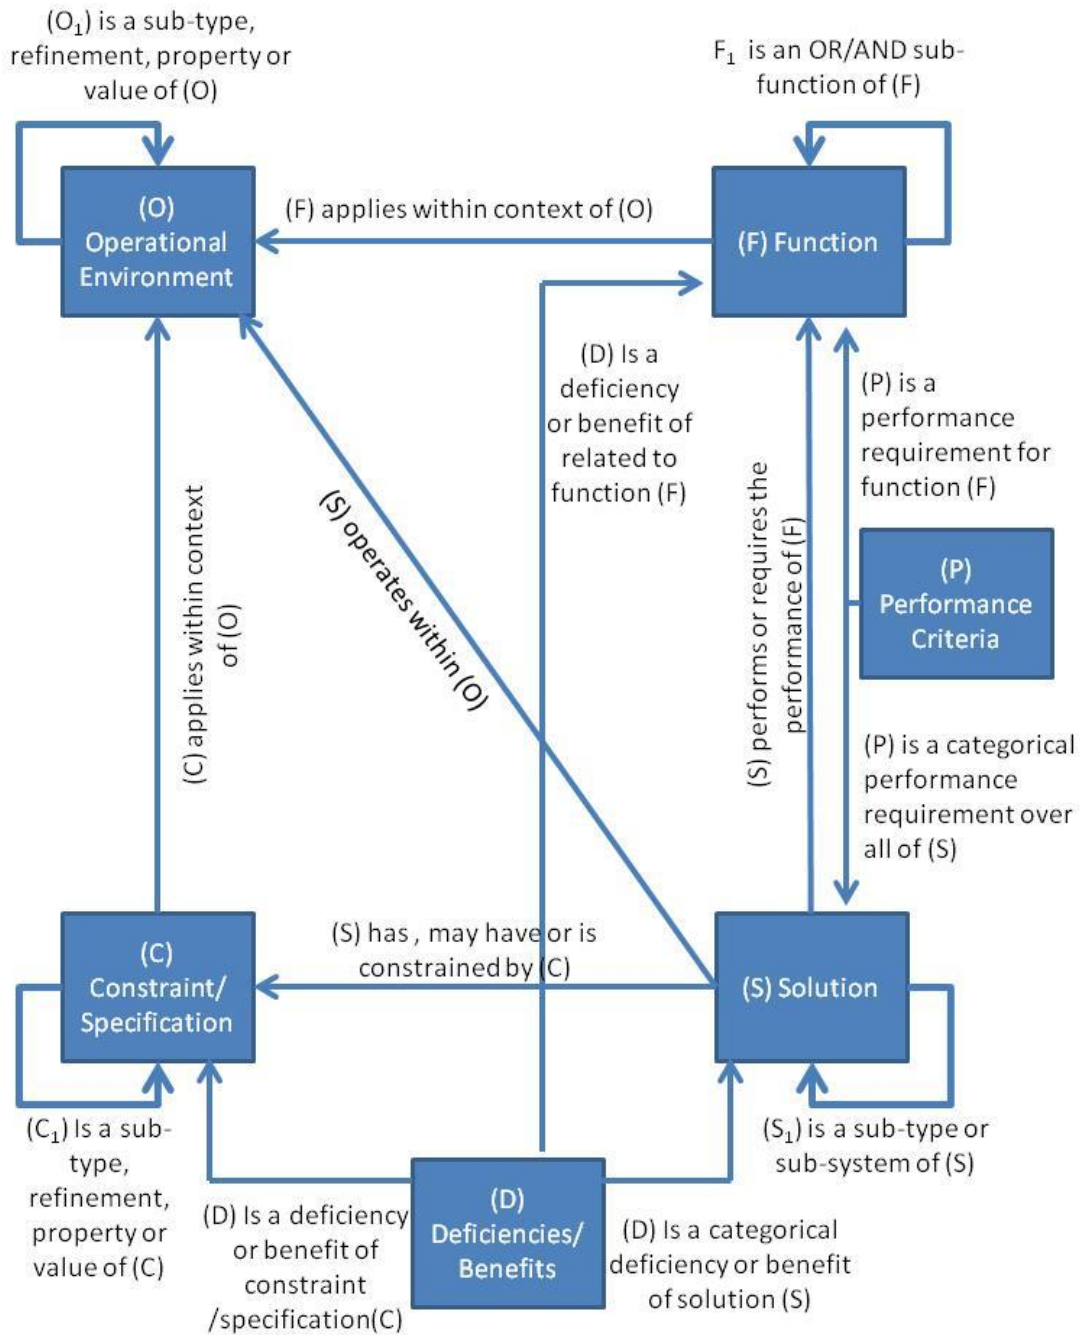 (O₁) is a sub-type,
refinement, property or
value of (O)
F₁ is an OR/AND sub-
function of (F)
(O)
Operational
Environment
(F) applies within context of (O)
(F) Function
(D) Is a
deficiency
or benefit of
related to
function (F)
(P) is a
performance
requirement for
function (F)
(S) performs or requires the
performance of (F)
(C) applies within context
of (O)
(S) operates within (O)
(P)
Performance
Criteria
(P) is a categorical
performance
requirement over
all of (S)
(S) has , may have or is
constrained by (C)
(C)
Constraint/
Specification
(S) Solution
(C₁) Is a sub-
type,
refinement,
property or
value of (C)
(S₁) is a sub-type or
sub-system of (S)
(D) Is a deficiency
or benefit of
constraint
/specification(C)
(D)
Deficiencies/
Benefits
(D) Is a categorical
deficiency or benefit
of solution (S)